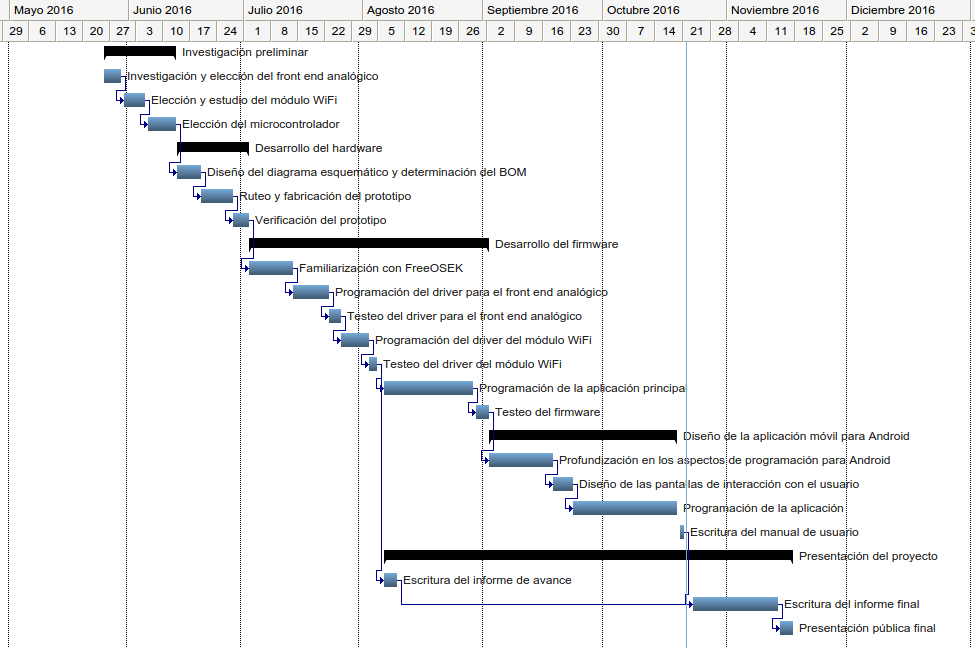 Mayo 2016 Junio 2016 Julio 2016 Agosto 2016 Septiembre 2016 Octubre 2016 Noviembre 2016 Diciembre 2016
29 6 13 20 27 3 10 17 24 1 8 15 22 29 5 12 19 26 2 9 16 23 30 7 14 21 28 4 11 18 25 2 9 16 23 3
Investigación preliminar
Investigación y elección del front end analógico
Elección y estudio del módulo WiFi
Elección del microcontrolador
Desarrollo del hardware
Diseño del diagrama esquemático y determinación del BOM
Ruteo y fabricación del prototipo
Verificación del prototipo
Desarrollo del firmware
Familiarización con FreeOSEK
Programación del driver para el front end analógico
Testeo del driver para el front end analógico
Programación del driver del módulo WiFi
Testeo del driver del módulo WiFi
Programación de la aplicación principal
Testeo del firmware
Diseño de la aplicación móvil para Android
Profundización en los aspectos de programación para Android
Diseño de las pantallas de interacción con el usuario
Programación de la aplicación
Escritura del manual de usuario
Presentación del proyecto
Escritura del informe de avance
Escritura del informe final
Presentación pública final